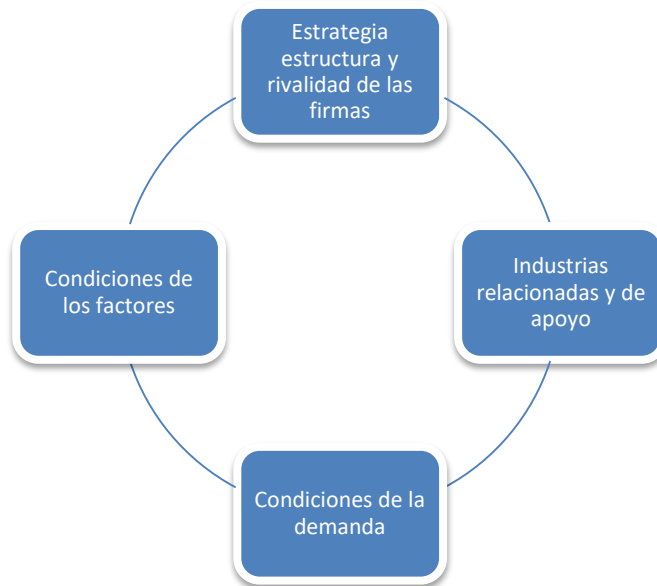 Estrategia
estructura y
rivalidad de las
firmas
Condiciones de
los factores
Industrias
relacionadas y de
apoyo
Condiciones de la
demanda